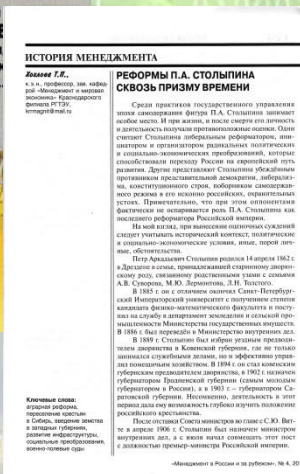 ИСТОРИЯ МЕНЕДЖМЕНТА
Хохлова Т.П.,
к.э.н., профессор, зав. кафед-
рой «Менеджмент и мировая
экономика» Краснодарского
филиала РГТЭУ,
krrnagnt@mail.ru
РЕФОРМЫ П.А. СТОЛЫПИНА
СКВОЗЬ ПРИЗМУ ВРЕМЕНИ
Среди практиков государственного управления
эпохи самодержавия фигура П.А. Столыпина занимает
особое место. И при жизни, и после смерти его личность
и деятельность получали противоположные оценки. Одни
считают Столыпина либеральным реформатором, ини-
циатором и организатором радикальных политических
и социально-экономических преобразований, которые
способствовали переходу России на европейский путь
развития. Другие представляют Столыпина убеждённым
противником представительной демократии, либерализ-
ма, конституционного строя, поборником самодержав-
ного режима в его исконно российских, охранительных
устоях. Примечательно, что при этом оппонентами
фактически не оспаривается роль П.А. Столыпина как
последнего реформатора Российской империи.
На мой взгляд, при вынесении оценочных суждений
следует учитывать исторический контекст, политические
и социально-экономические условия, иные, порой лич-
ные, обстоятельства.
Петр Аркадьевич Столыпин родился 14 апреля 1862 г.
в Дрездене в семье, принадлежавшей старинному дворян-
скому роду, связанному родственными узами с семьями
А.В. Суворова, М.Ю. Лермонтова, Л.Н. Толстого.
В 1885 г. он с отличием окончил Санкт-Петербург-
ский Императорский университет с получением степени
кандидата физико-математического факультета и посту-
пил на службу в департамент земледелия и сельской про-
мышленности Министерства государственных имуществ.
В 1886 г. был переведён в Министерство внутренних дел.
В 1889 г. Столыпин был избран уездным предводи-
телем дворянства в Ковенской губернии, где не только
занимался служебными делами, но и эффективно управ-
лял помещичьим хозяйством. В 1894 г. он стал ковенским
губернским предводителем дворянства, в 1902 г. назначен
губернатором Гродненской губернии (самым молодым
губернатором в России), а в 1903 г. – губернатором Са-
ратовской губернии. Несомненно, деятельность в этот
период дала ему возможность глубоко изучить положение
российского крестьянства.
После отставки Совета министров во главе с С.Ю. Вит-
те в апреле 1906 г. Столыпин был назначен министром
внутренних дел, а с июля начал совмещать этот пост
с должностью премьер-министра Российской империи.
Ключевые слова:
аграрная реформа,
переселение крестьян
в Сибирь, введение земства
в западных губерниях,
развитие инфраструктуры,
социальные преобразования,
военно-полевые суды
«Менеджмент в России и за рубежом», № 4, 20